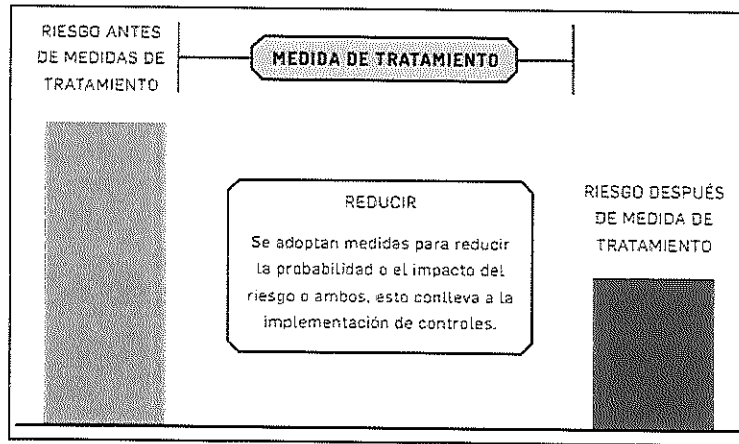 RIESGO ANTES
DE MEDIDAS DE
TRATAMIENTO
MEDIDA DE TRATAMIENTO
REDUCIR
Se adoptan medidas para reducir
la probabilidad o el impacto del
riesgo o ambos, esto conlleva a la
implementación de controles.
RIESGO DESPUÉS
DE MEDIDA DE
TRATAMIENTO